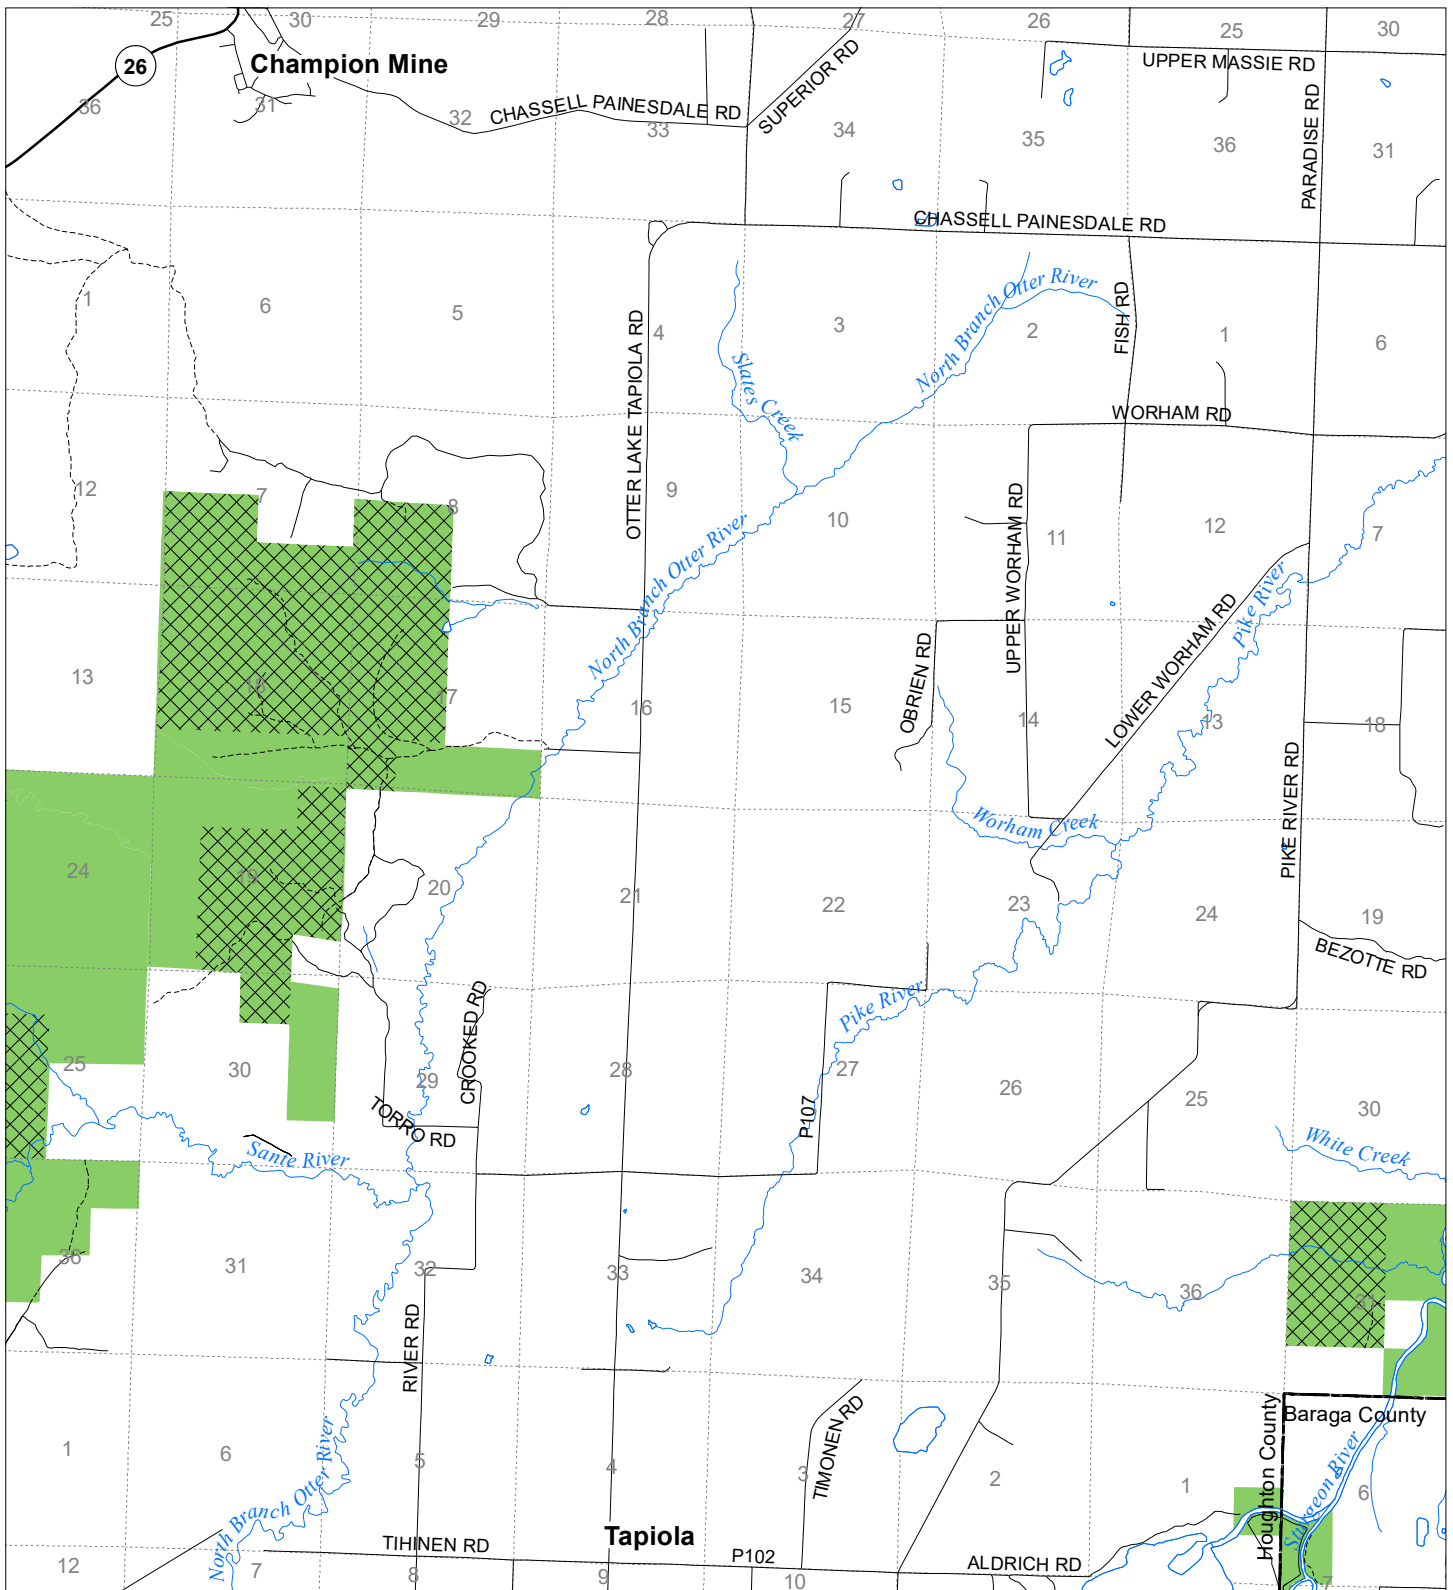 25
30
29
28
27
26
25
30
26
Champion Mine
UPPER MASSIE RD
36
31
32
CHASSELL PAINESDALE RD
33
SUPERIOR RD
34
35
36
PARADISE RD
31
CHASSELL PAINESDALE RD
1
6
5
4
3
North Branch Otter River
2
FISH RD
1
6
OTTER LAKE TAPIOLA RD
Slates Creek
WORHAM RD
12
7
8
9
10
UPPER WORHAM RD
11
12
7
North Branch Otter River
Pike River
13
18
17
16
15
OBRIEN RD
14
LOWER WORHAM RD
13
18
PIKE RIVER RD
Worham Creek
24
19
20
21
22
23
24
19
BEZOTTE RD
CROOKED RD
Pike River
25
30
29
28
27
26
25
30
TORRO RD
P107
Sante River
White Creek
36
31
32
33
34
35
36
31
RIVER RD
TIMONEN RD
Houghton County
Baraga County
1
6
5
4
3
2
1
6
Sturgeon River
North Branch Otter River
Tapiola
TIHINEN RD
P102
ALDRICH RD
12
7
8
9
10
7